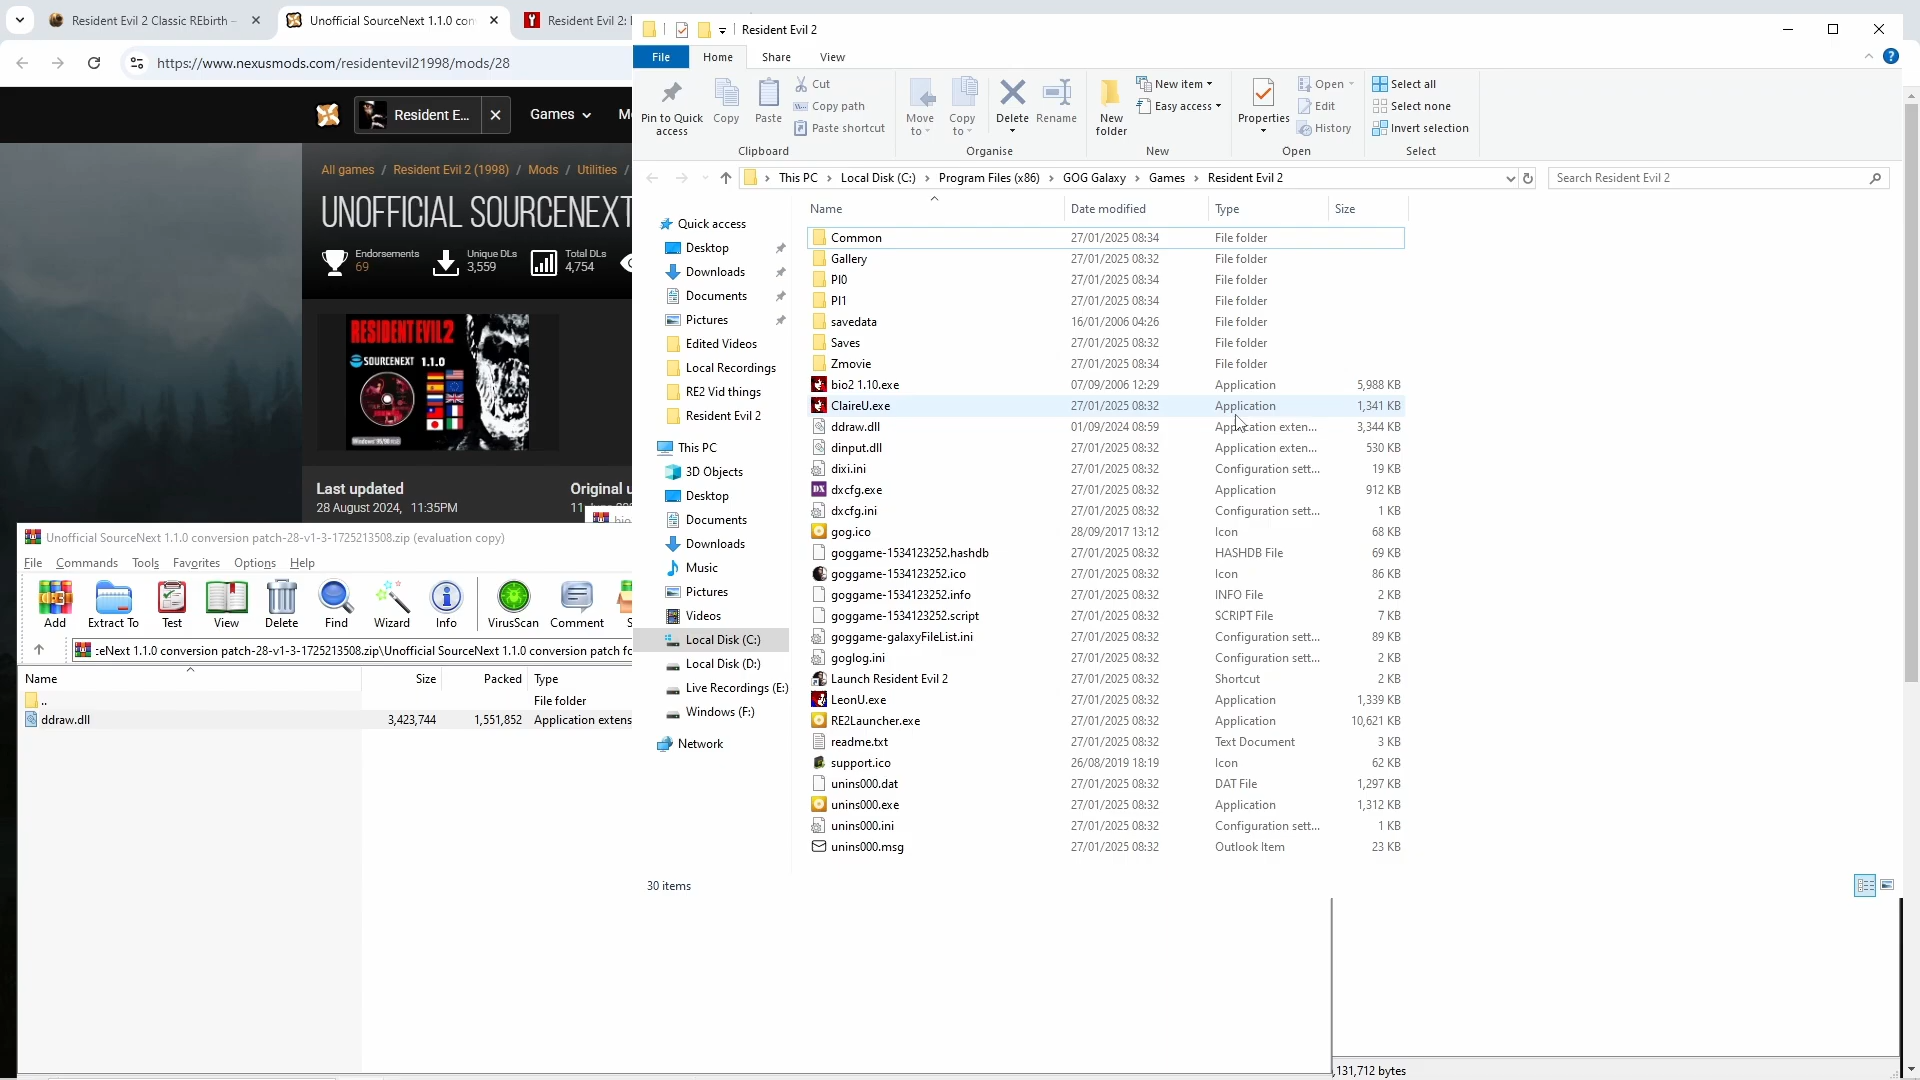 Resident Evil 2 Classic REbirth –
Unofficial SourceNext 1.1.0 con
Resident Evil 2:
https://www.nexusmods.com/residentevil21998/mods/28
Resident E...
Games
All games / Resident Evil 2 (1998) / Mods / Utilities /
UNOFFICIAL SOURCENEXT
Endorsements
69
Unique DLs
3,559
Total DLs
4,754
RESIDENT EVIL 2
SOURCENEXT 1.1.0
Last updated
28 August 2024, 11:35PM
Original u
Unofficial SourceNext 1.1.0 conversion patch-28-v1-3-1725213508.zip (evaluation copy)
File Commands Tools Favorites Options Help
Add Extract To Test View Delete Find Wizard Info VirusScan Comment
:eNext 1.1.0 conversion patch-28-v1-3-1725213508.zip\Unofficial SourceNext 1.1.0 conversion patch fo
Name Size Packed Type
.. File folder
ddraw.dll 3,423,744 1,551,852 Application extens
Resident Evil 2
File Home Share View
Pin to Quick access
Copy
Paste
Cut
Copy path
Paste shortcut
Clipboard
Move to
Copy to
Delete
Rename
Organise
New folder
New item
Easy access
New
Properties
Open
Edit
History
Open
Select all
Select none
Invert selection
Select
This PC › Local Disk (C:) › Program Files (x86) › GOG Galaxy › Games › Resident Evil 2
Search Resident Evil 2
Quick access
Desktop
Downloads
Documents
Pictures
Edited Videos
Local Recordings
RE2 Vid things
Resident Evil 2
This PC
3D Objects
Desktop
Documents
Downloads
Music
Pictures
Videos
Local Disk (C:)
Local Disk (D:)
Live Recordings (E:)
Windows (F:)
Network
Name Date modified Type Size
Common 27/01/2025 08:34 File folder
Gallery 27/01/2025 08:32 File folder
Pl0 27/01/2025 08:34 File folder
Pl1 27/01/2025 08:34 File folder
savedata 16/01/2006 04:26 File folder
Saves 27/01/2025 08:32 File folder
Zmovie 27/01/2025 08:34 File folder
bio2 1.10.exe 07/09/2006 12:29 Application 5,988 KB
ClaireU.exe 27/01/2025 08:32 Application 1,341 KB
ddraw.dll 01/09/2024 08:59 Application exten... 3,344 KB
dinput.dll 27/01/2025 08:32 Application exten... 530 KB
dixi.ini 27/01/2025 08:32 Configuration sett... 19 KB
dxcfg.exe 27/01/2025 08:32 Application 912 KB
dxcfg.ini 27/01/2025 08:32 Configuration sett... 1 KB
gog.ico 28/09/2017 13:12 Icon 68 KB
goggame-1534123252.hashdb 27/01/2025 08:32 HASHDB File 69 KB
goggame-1534123252.ico 27/01/2025 08:32 Icon 86 KB
goggame-1534123252.info 27/01/2025 08:32 INFO File 2 KB
goggame-1534123252.script 27/01/2025 08:32 SCRIPT File 7 KB
goggame-galaxyFileList.ini 27/01/2025 08:32 Configuration sett... 89 KB
goglog.ini 27/01/2025 08:32 Configuration sett... 2 KB
Launch Resident Evil 2 27/01/2025 08:32 Shortcut 2 KB
LeonU.exe 27/01/2025 08:32 Application 1,339 KB
RE2Launcher.exe 27/01/2025 08:32 Application 10,621 KB
readme.txt 27/01/2025 08:32 Text Document 3 KB
support.ico 26/08/2019 18:19 Icon 62 KB
unins000.dat 27/01/2025 08:32 DAT File 1,297 KB
unins000.exe 27/01/2025 08:32 Application 1,312 KB
unins000.ini 27/01/2025 08:32 Configuration sett... 1 KB
unins000.msg 27/01/2025 08:32 Outlook Item 23 KB
30 items
,131,712 bytes